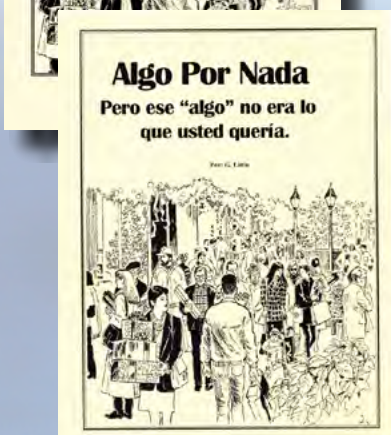 Algo Por Nada
Pero ese “algo” no era lo
que usted quería.